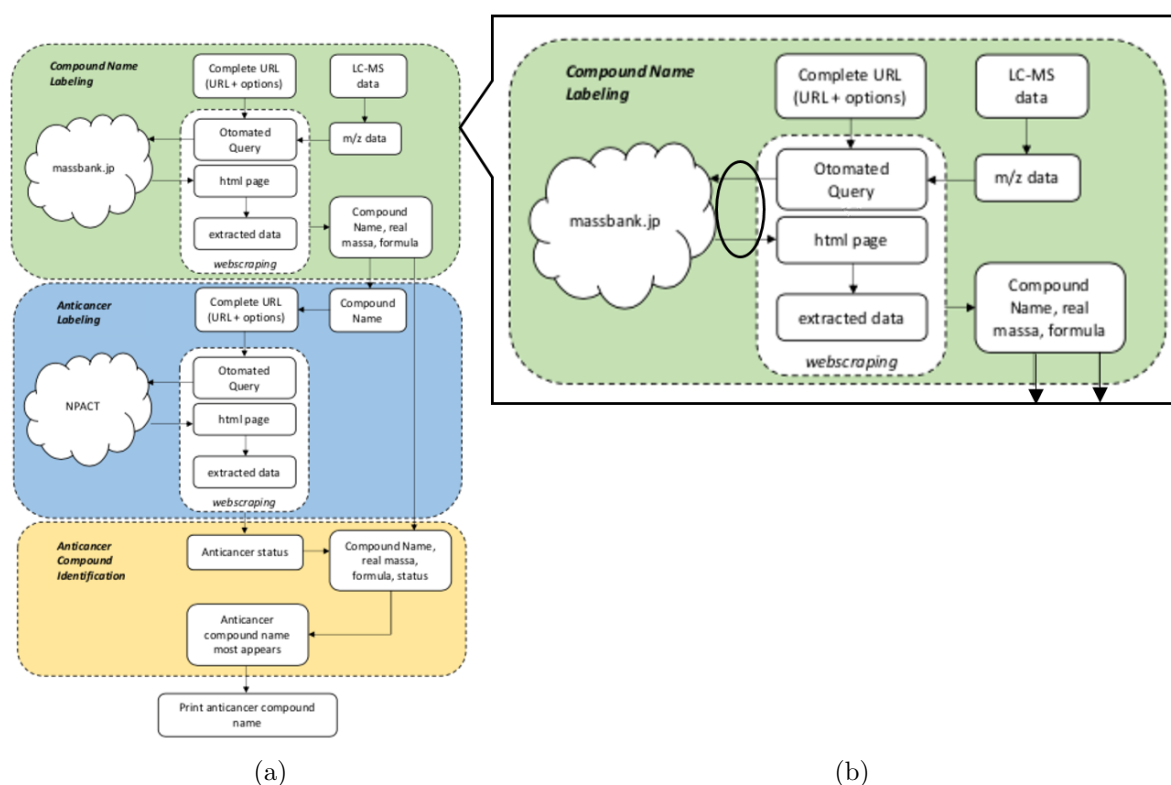 Compound Name
Labeling
Complete URL
(URL + options)
LC-MS
data
massbank.jp
Otomated
Query
m/z data
html page
extracted data
webscraping
Compound
Name, real
massa, formula
Anticancer
Labeling
Complete URL
(URL + options)
Compound
Name
NPACT
Otomated
Query
html page
extracted data
webscraping
Anticancer
Compound
Identification
Anticancer status
Compound Name,
real massa,
formula, status
Anticancer
compound name
most appears
Print anticancer compound
name
(a)
Compound Name
Labeling
Complete URL
(URL + options)
LC-MS
data
massbank.jp
Otomated
Query
m/z data
html page
extracted data
webscraping
Compound
Name, real
massa, formula
(b)